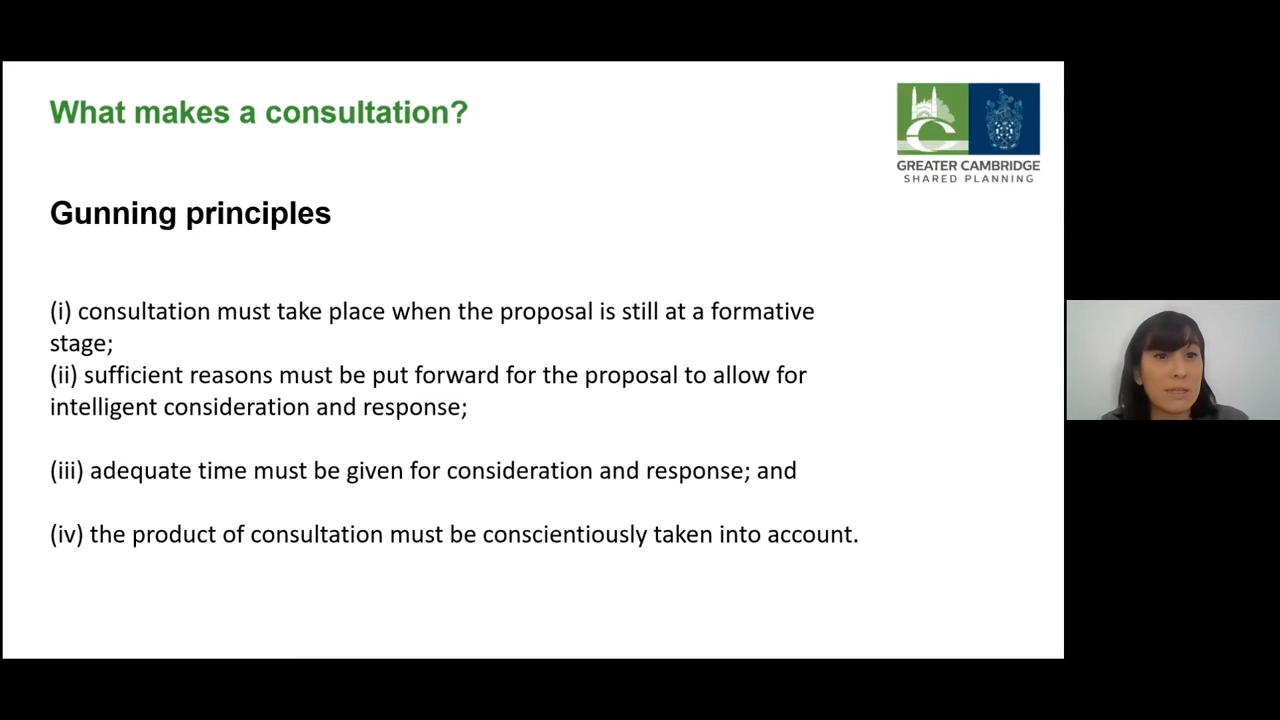 What makes a consultation?
GREATER CAMBRIDGE
SHARED PLANNING
Gunning principles
(i) consultation must take place when the proposal is still at a formative
stage;
(ii) sufficient reasons must be put forward for the proposal to allow for
intelligent consideration and response;
(iii) adequate time must be given for consideration and response; and
(iv) the product of consultation must be conscientiously taken into account.